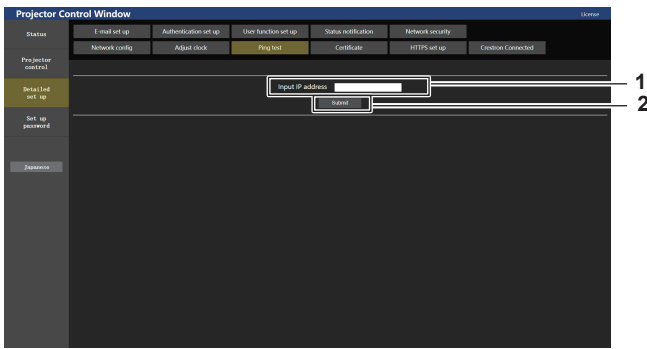 Projector Control Window
License
Status
E-mail set up
Authentication set up
User function set up
Status notification
Network security
Network config
Adjust clock
Ping test
Certificate
HTTPS set up
Crestron Connected
Projector
control
Detailed
set up
Set up
password
Japanese
Input IP address
1
Submit
2